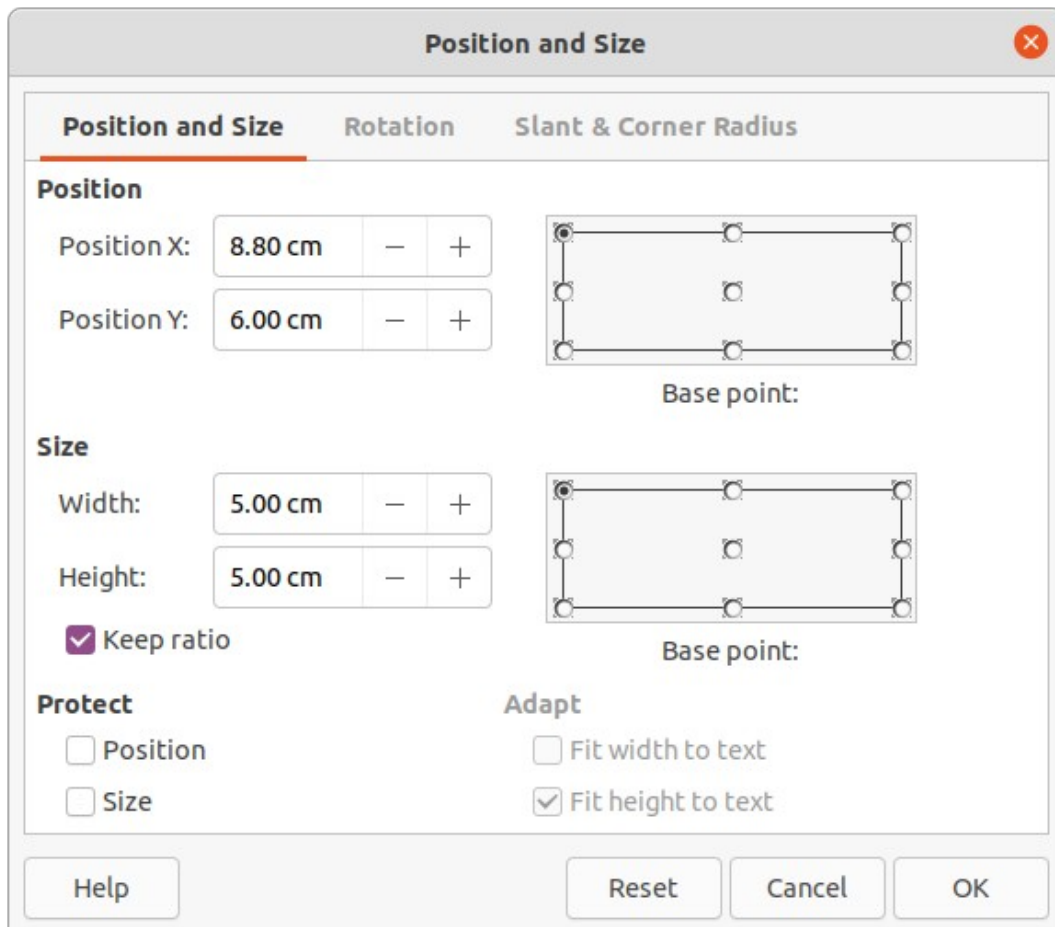 Position and Size
Position and Size Rotation Slant & Corner Radius
Position
Position X: 8.80 cm
Position Y: 6.00 cm
Base point:
Size
Width: 5.00 cm
Height: 5.00 cm
Keep ratio
Base point:
Protect Adapt
Position Fit width to text
Size Fit height to text
Help Reset Cancel OK